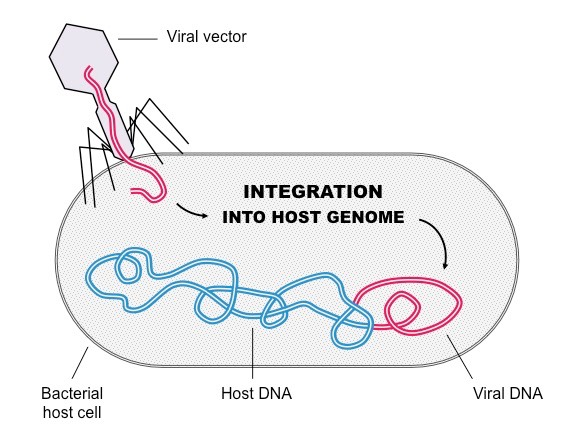 Viral vector
INTEGRATION
INTO HOST GENOME
Bacterial
host cell
Host DNA
Viral DNA